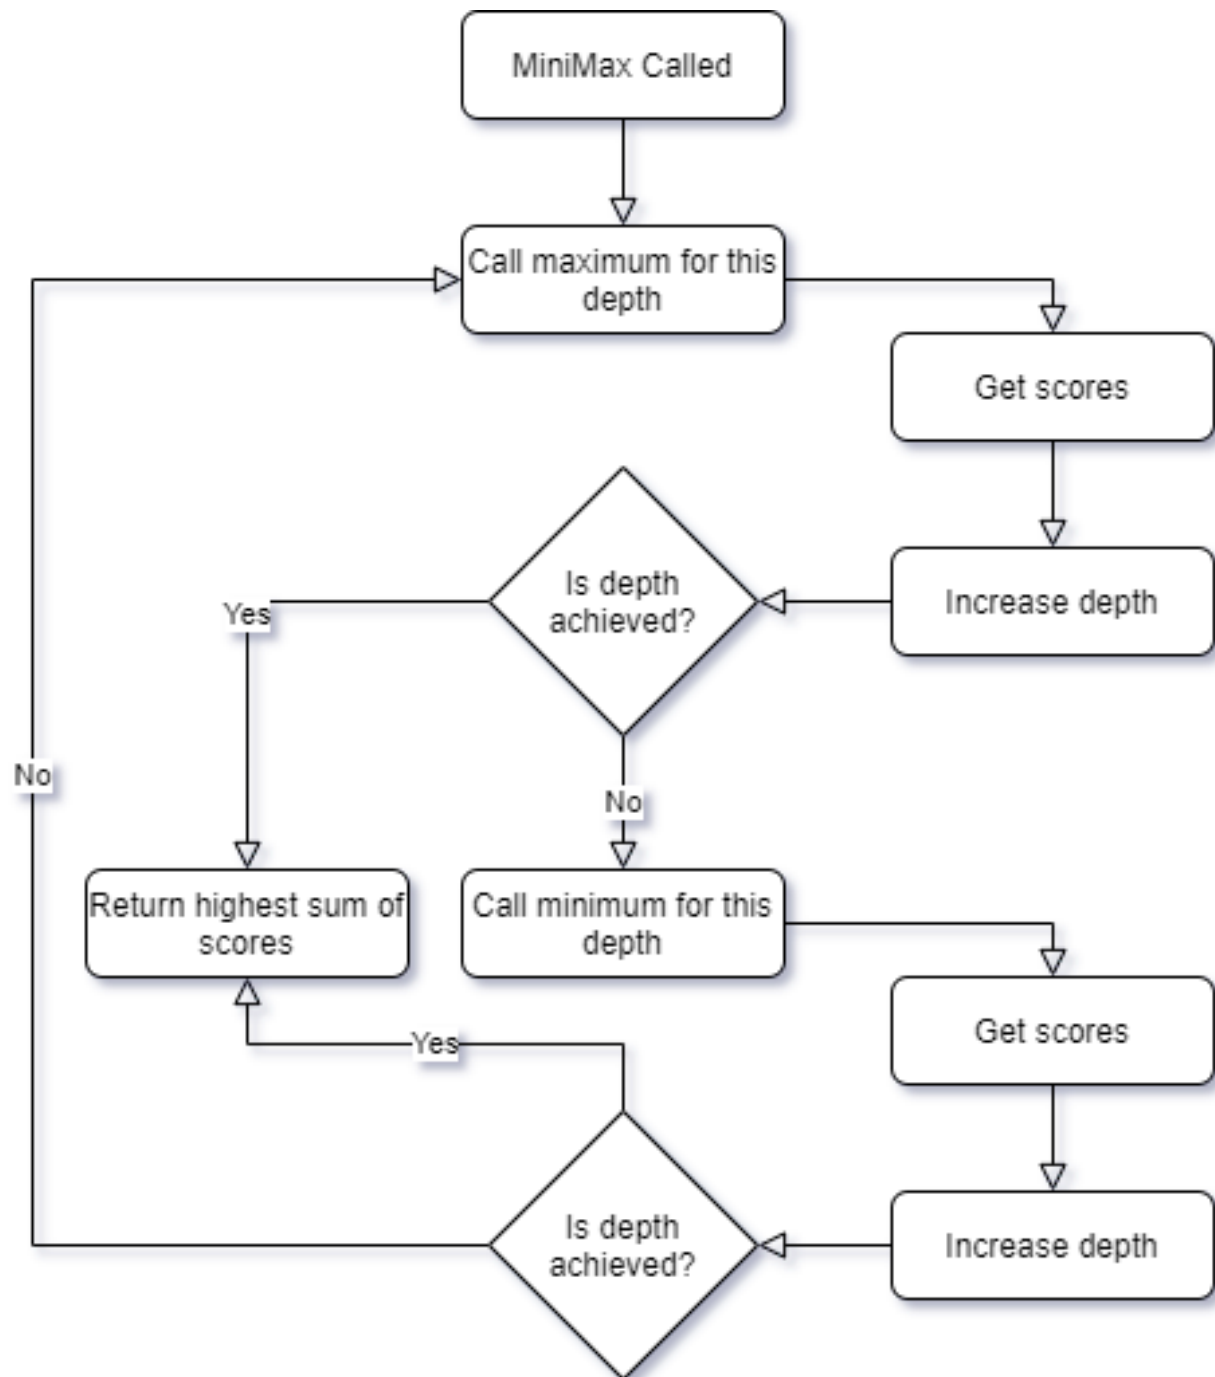 MiniMax Called
Call maximum for this
depth
Get scores
Increase depth
Is depth
achieved?
Yes
No
No
Return highest sum of
scores
Call minimum for this
depth
Get scores
Yes
Increase depth
Is depth
achieved?